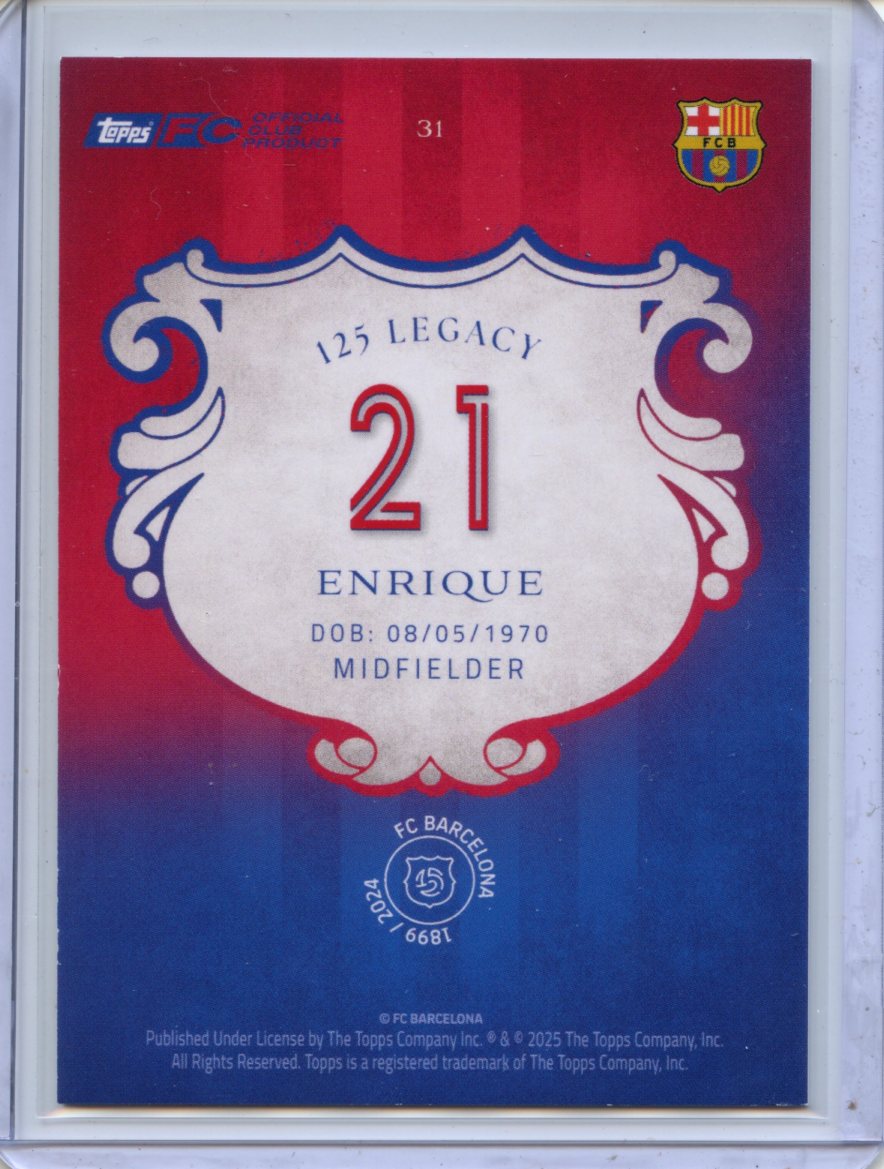 topps FC OFFICIAL
CLUB
PRODUCT
31
FCB
125 LEGACY
21
ENRIQUE
DOB: 08/05/1970
MIDFIELDER
FC BARCELONA
1899 / 2024
© FC BARCELONA
Published Under License by The Topps Company Inc. ® & © 2025 The Topps Company, Inc.
All Rights Reserved. Topps is a registered trademark of The Topps Company, Inc.